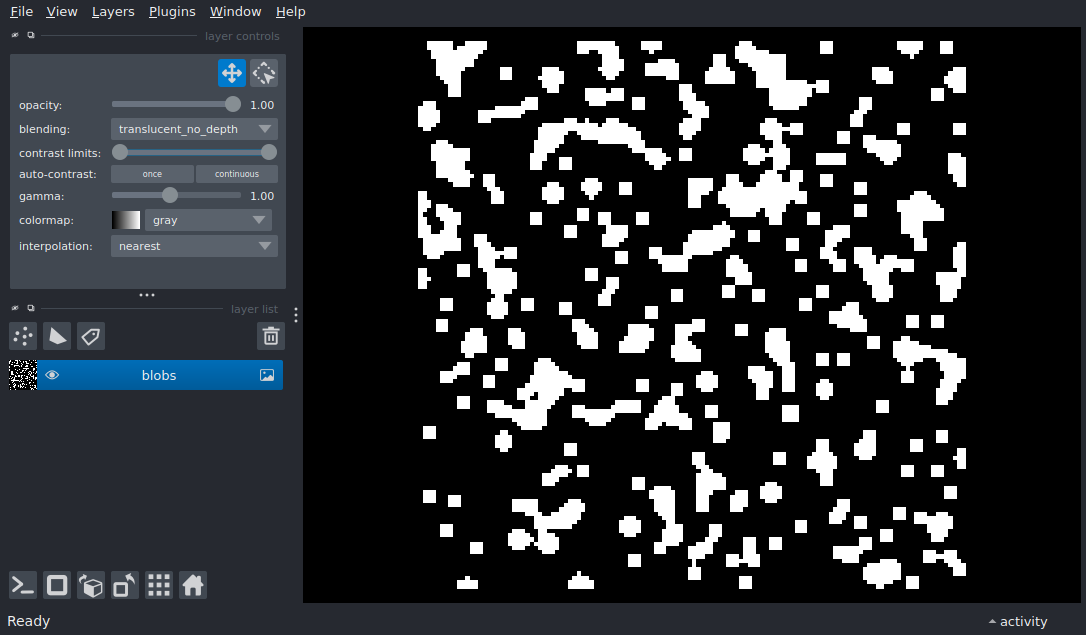 File View Layers Plugins Window Help
layer controls
opacity: 1.00
blending: translucent_no_depth
contrast limits:
auto-contrast: once continuous
gamma: 1.00
colormap: gray
interpolation: nearest
layer list
blobs
Ready activity